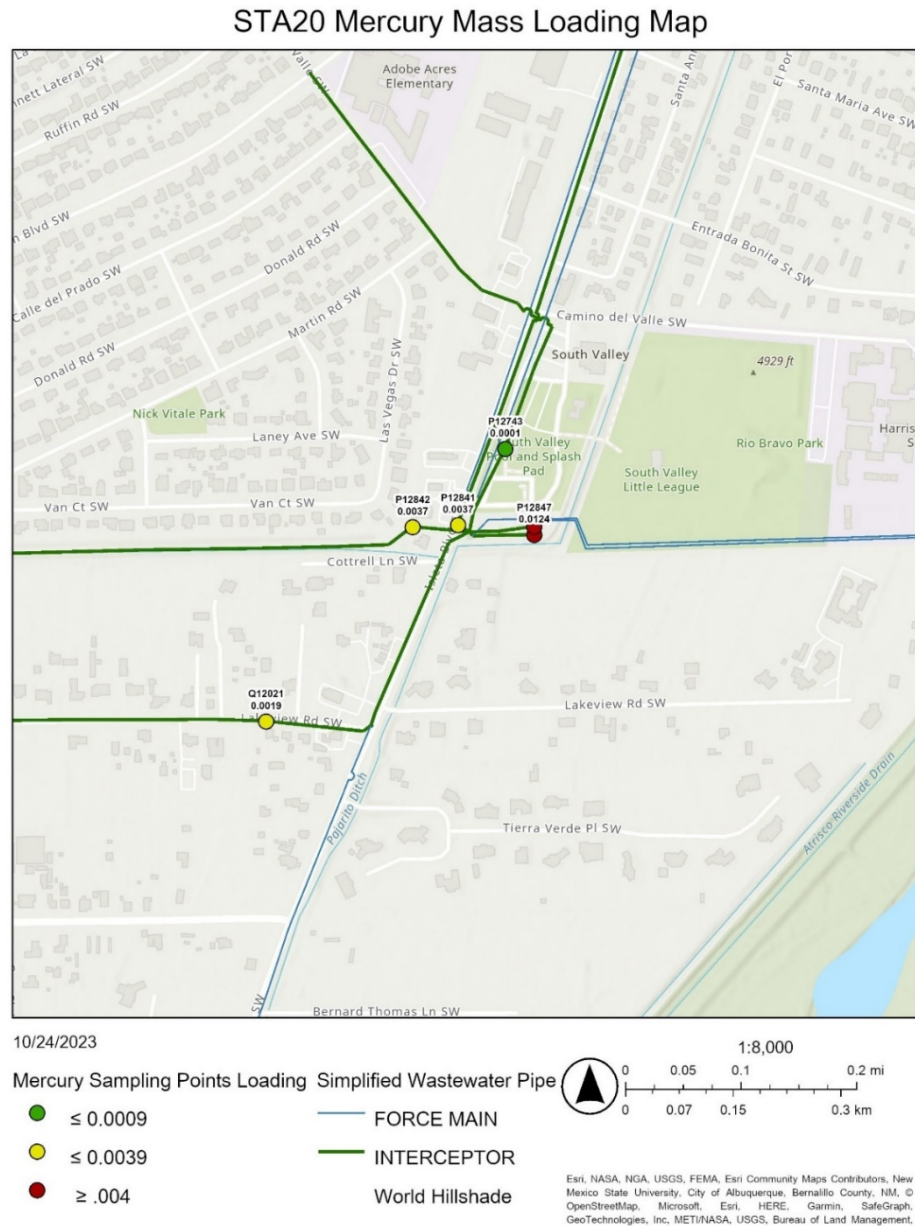 STA20 Mercury Mass Loading Map
Adobe Acres
Elementary
Ruffin Rd SW
Santa Maria Ave SW
Donald Rd SW
Calle del Prado SW
Martin Rd SW
Entrada Bonita St SW
Camino del Valle SW
Donald Rd SW
Las Vegas Dr SW
South Valley
4929 ft
Nick Vitale Park
Laney Ave SW
P12743
0.0001
South Valley
Pool and Splash
Pad
South Valley
Little League
Rio Bravo Park
Van Ct SW
Van Ct SW
P12842
0.0037
P12841
0.0037
P12847
0.0124
Cottrell Ln SW
Isleta Blvd
Q12021
0.0019
Lakeview Rd SW
Lakeview Rd SW
Pajarito Ditch
Tierra Verde Pl SW
Atrisco Riverside Drain
SW
Bernard Thomas Ln SW
10/24/2023
1:8,000
Mercury Sampling Points Loading
≤ 0.0009
≤ 0.0039
≥ .004
Simplified Wastewater Pipe
FORCE MAIN
INTERCEPTOR
World Hillshade
0 0.05 0.1 0.2 mi
0 0.07 0.15 0.3 km
Esri, NASA, NGA, USGS, FEMA, Esri Community Maps Contributors, New
Mexico State University, City of Albuquerque, Bernalillo County, NM, ©
OpenStreetMap, Microsoft, Esri, HERE, Garmin, SafeGraph,
GeoTechnologies, Inc, METI/NASA, USGS, Bureau of Land Management,